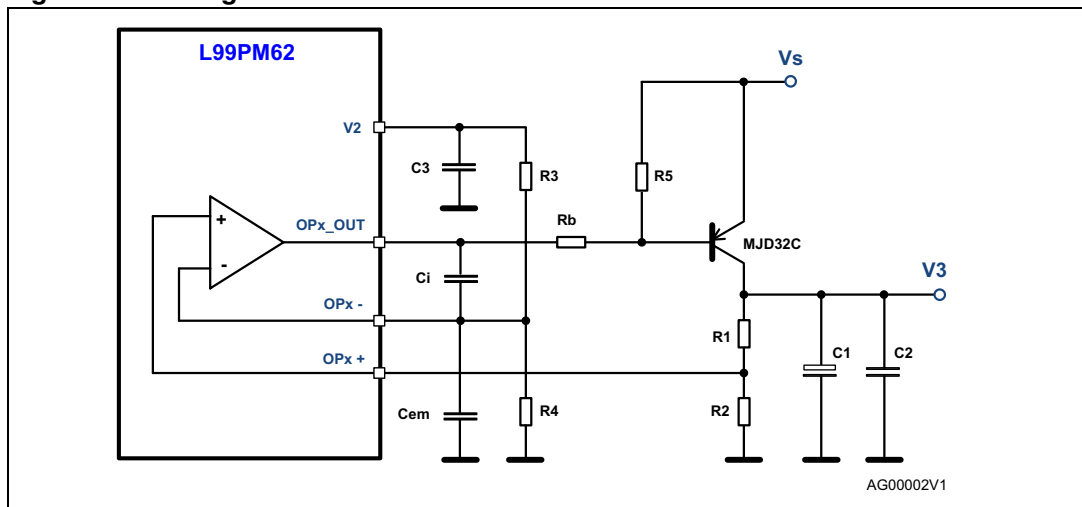 L99PM62
Vs
V2
C3
R3
R5
OPx_OUT
Rb
+
-
MJD32C
V3
Ci
OPx -
R1
C1
C2
OPx +
Cem
R4
R2
AG00002V1